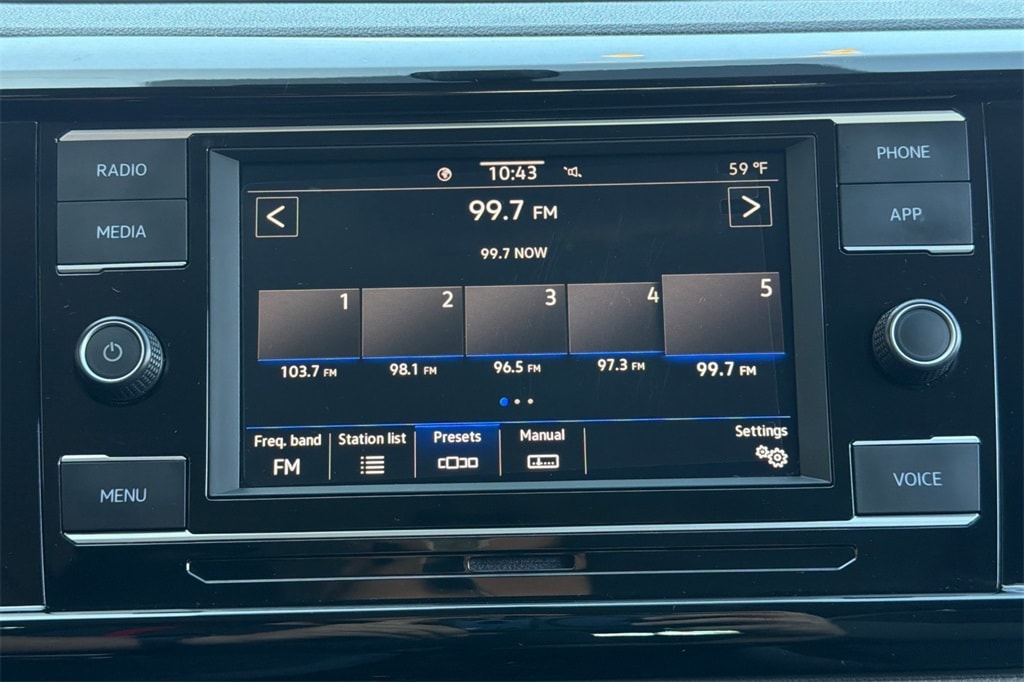 RADIO
MEDIA
MENU
10:43
59 °F
99.7 FM
<
>
99.7 NOW
1
2
3
4
5
103.7 FM
98.1 FM
96.5 FM
97.3 FM
99.7 FM
Freq. band
FM
Station list
Presets
Manual
Settings
PHONE
APP
VOICE